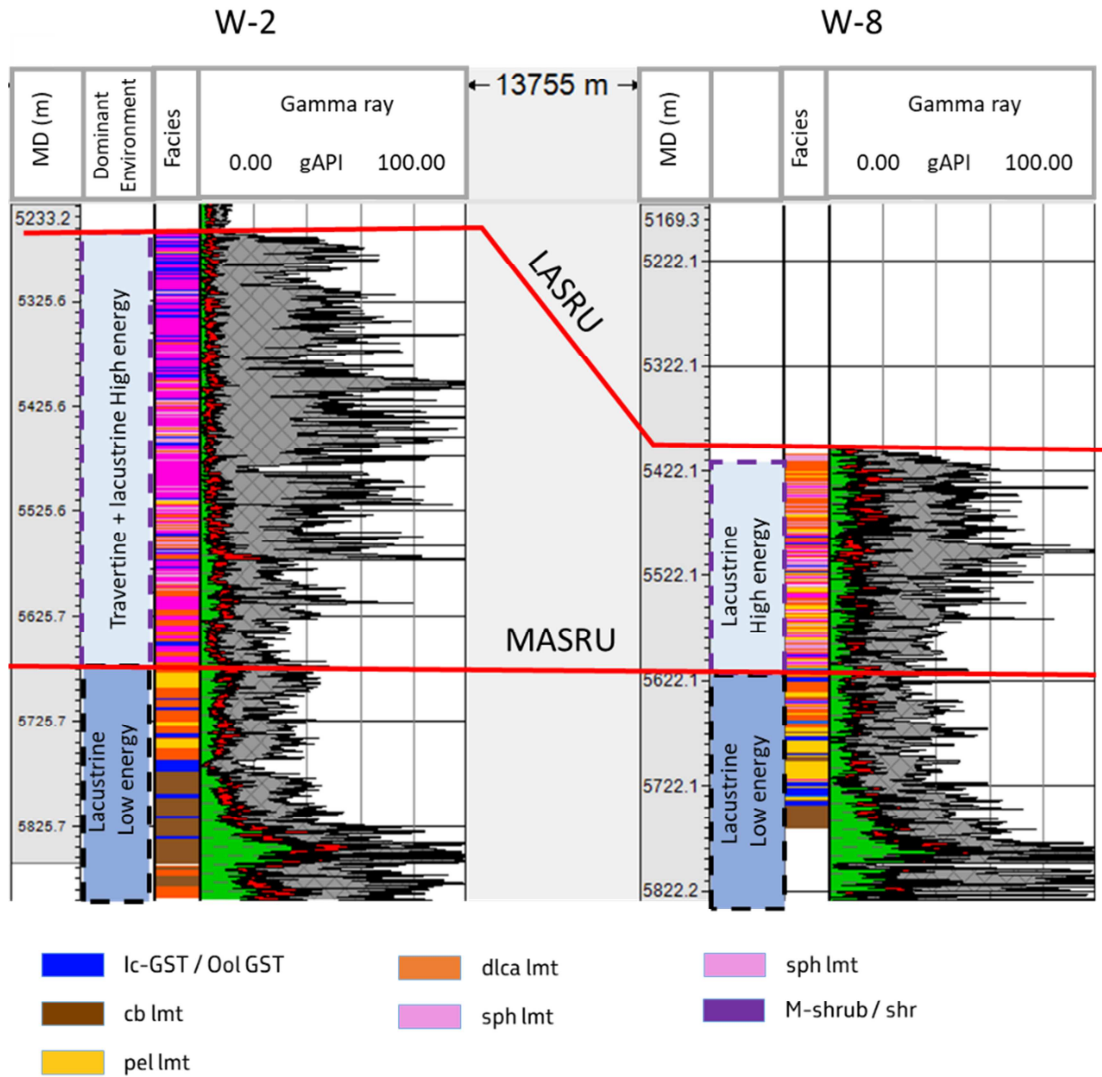 W-2
W-8
MD (m)
Dominant
Environment
Facies
Gamma ray
0.00 gAPI 100.00
13755 m
MD (m)
Facies
Gamma ray
0.00 gAPI 100.00
5233.2
5325.6
5425.6
5525.6
5625.7
5725.7
5825.7
Travertine + lacustrine High energy
Lacustrine
Low energy
LASRU
MASRU
5169.3
5222.1
5322.1
5422.1
5522.1
5622.1
5722.1
5822.2
Lacustrine
High energy
Lacustrine
Low energy
Ic-GST / Ool GST
dlca lmt
sph lmt
cb lmt
sph lmt
M-shrub / shr
pel lmt